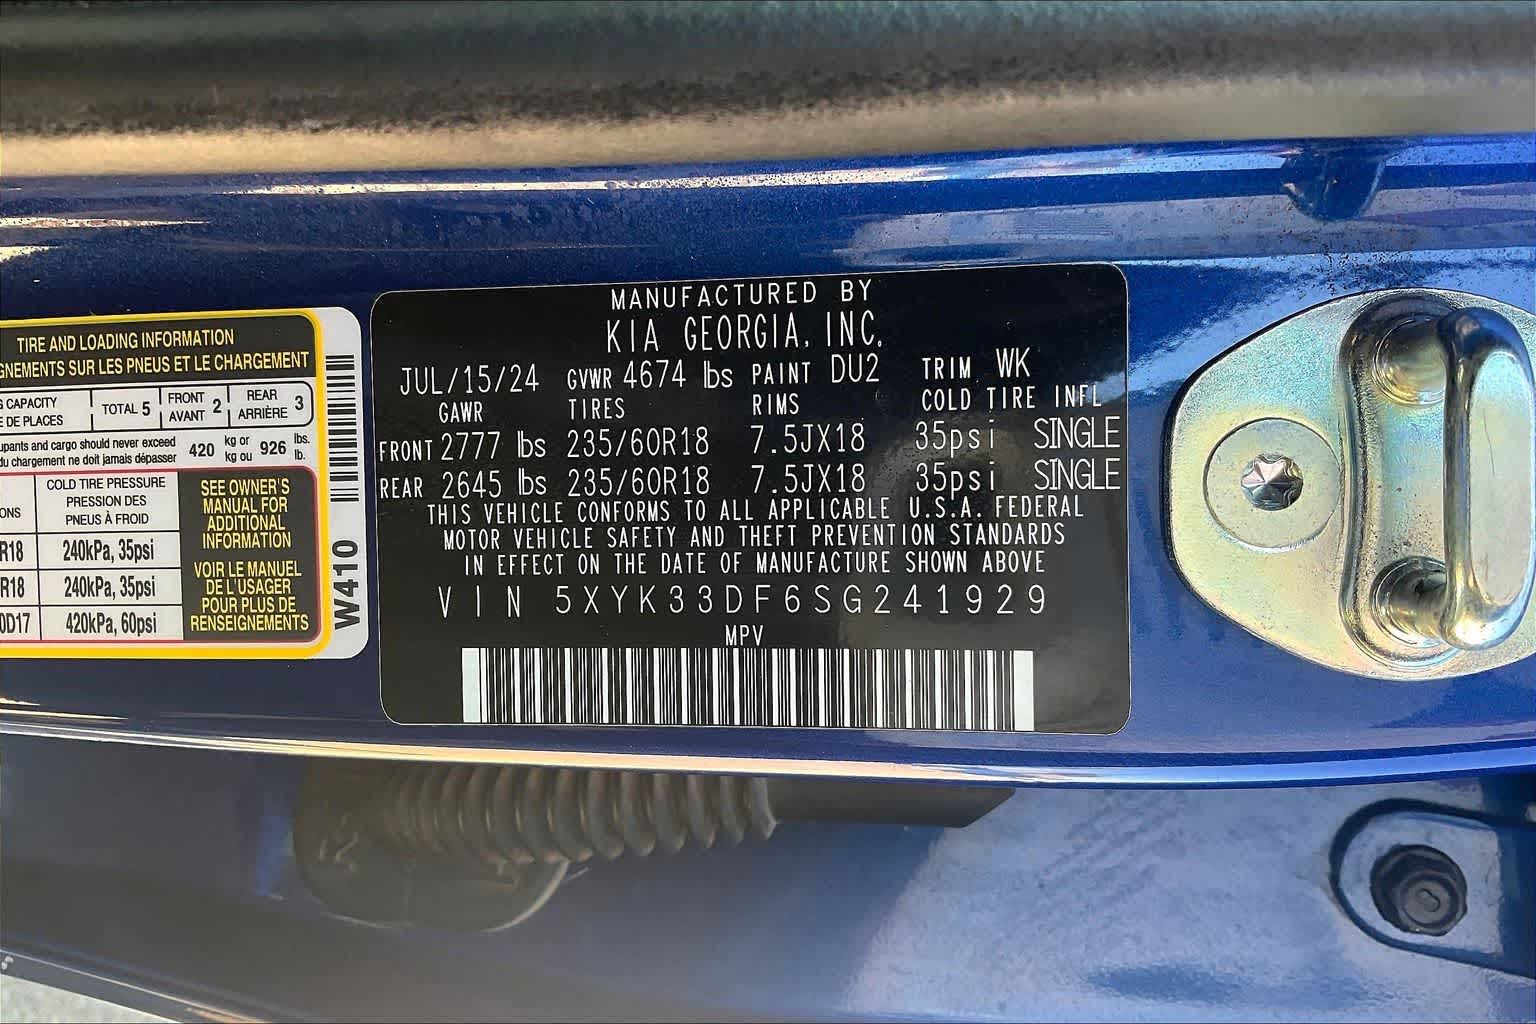 TIRE AND LOADING INFORMATION
GNEMENTS SUR LES PNEUS ET LE CHARGEMENT
G CAPACITY
E DE PLACES
TOTAL 5
FRONT
AVANT 2
REAR
ARRIÈRE 3
upants and cargo should never exceed
du chargement ne doit jamais dépasser
420 kg or
kg ou 926 lbs.
lb.
ONS
COLD TIRE PRESSURE
PRESSION DES
PNEUS À FROID
R18 240kPa, 35psi
R18 240kPa, 35psi
0D17 420kPa, 60psi
SEE OWNER'S
MANUAL FOR
ADDITIONAL
INFORMATION
VOIR LE MANUEL
DE L'USAGER
POUR PLUS DE
RENSEIGNEMENTS
W410
MANUFACTURED BY
KIA GEORGIA, INC.
JUL/15/24 GVWR 4674 lbs PAINT DU2 TRIM WK
GAWR TIRES RIMS COLD TIRE INFL
FRONT 2777 lbs 235/60R18 7.5JX18 35psi SINGLE
REAR 2645 lbs 235/60R18 7.5JX18 35psi SINGLE
THIS VEHICLE CONFORMS TO ALL APPLICABLE U.S.A. FEDERAL
MOTOR VEHICLE SAFETY AND THEFT PREVENTION STANDARDS
IN EFFECT ON THE DATE OF MANUFACTURE SHOWN ABOVE
VIN 5XYK33DF6SG241929
MPV